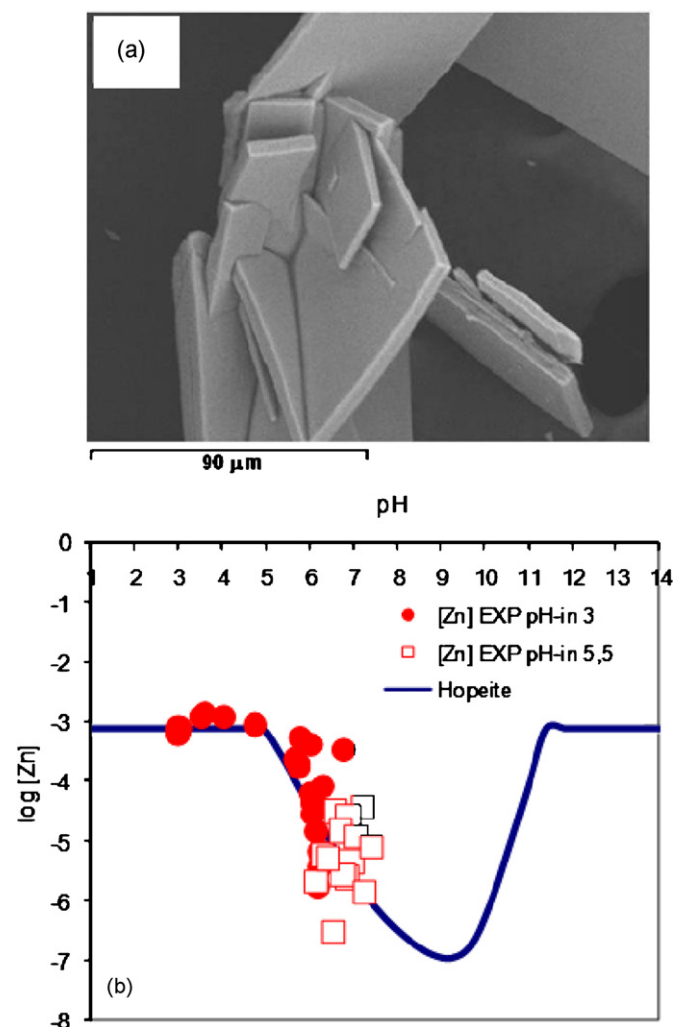 (a)
90 μm
pH
0
1 2 3 4 5 6 7 8 9 10 11 12 13 14
-1
[Zn] EXP pH-in 3
-2
[Zn] EXP pH-in 5,5
Hopeite
-3
log [Zn]
-4
-5
-6
-7
(b)
-8